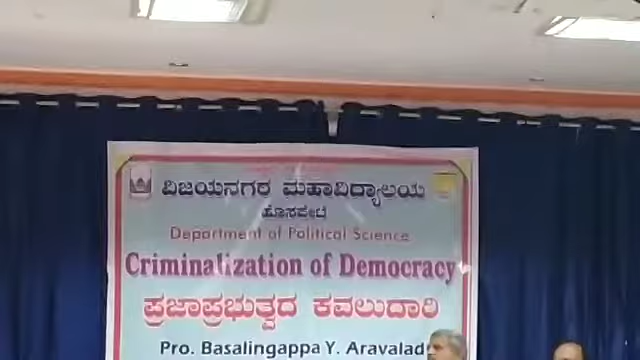 ವಿಜಯನಗರ ಮಹಾವಿದ್ಯಾಲಯ
ಹೊಸಪೇಟೆ
Department of Political Science
Criminalization of Democracy
ಪ್ರಜಾಪ್ರಭುತ್ವದ ಕವಲುದಾರಿ
Pro. Basalingappa Y. Aravalad